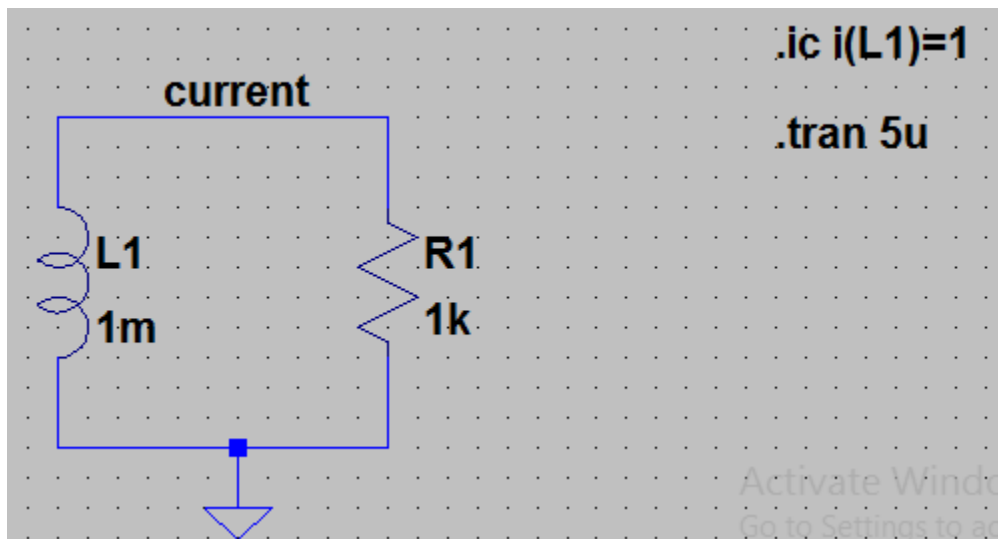 .ic i(L1)=1
current
.tran 5u
L1
R1
1m
1k
Activate Windo
Go to Settings to ac